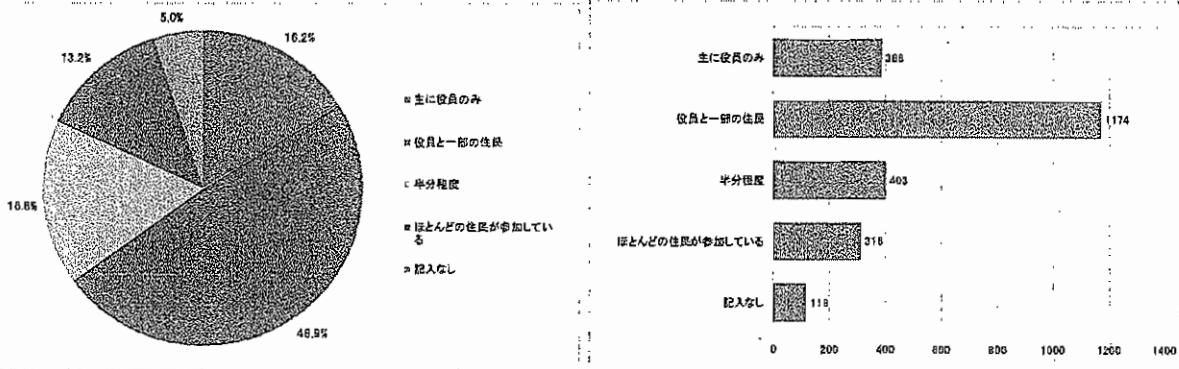 5.0%
16.2%
13.2%
16.8%
48.9%
主に役員のみ
役員と一部の住民
半分程度
ほとんどの住民が参加してい
る
記入なし
主に役員のみ
388
役員と一部の住民
1174
半分程度
403
ほとんどの住民が参加している
316
記入なし
0 200 400 600 800 1000 1200 1400